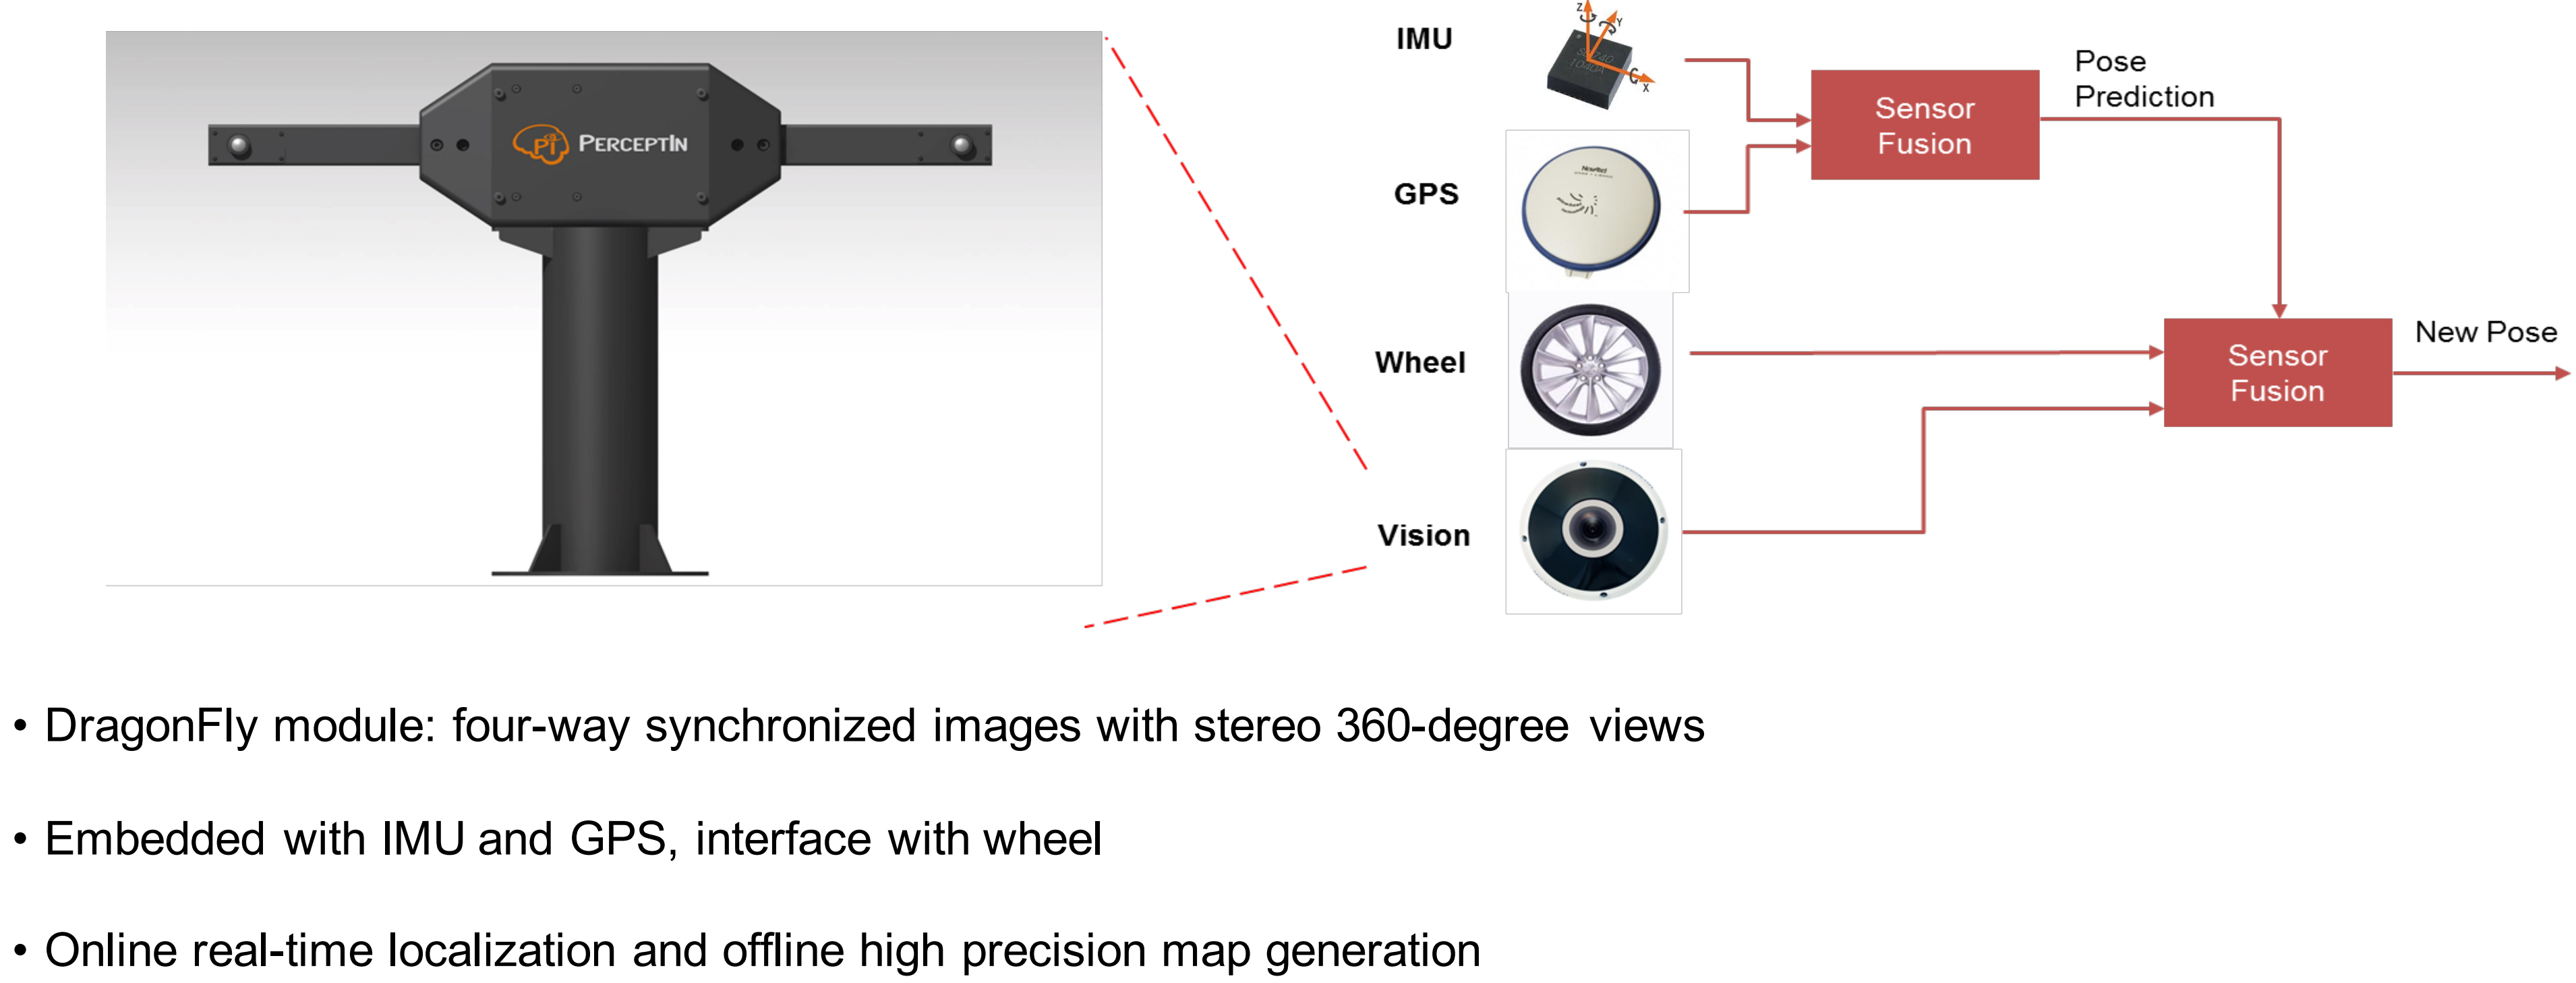 PI PERCEPTIN
IMU
Z
Y
X
GPS
Wheel
Vision
Sensor
Fusion
Pose
Prediction
Sensor
Fusion
New Pose
• DragonFly module: four-way synchronized images with stereo 360-degree views
• Embedded with IMU and GPS, interface with wheel
• Online real-time localization and offline high precision map generation